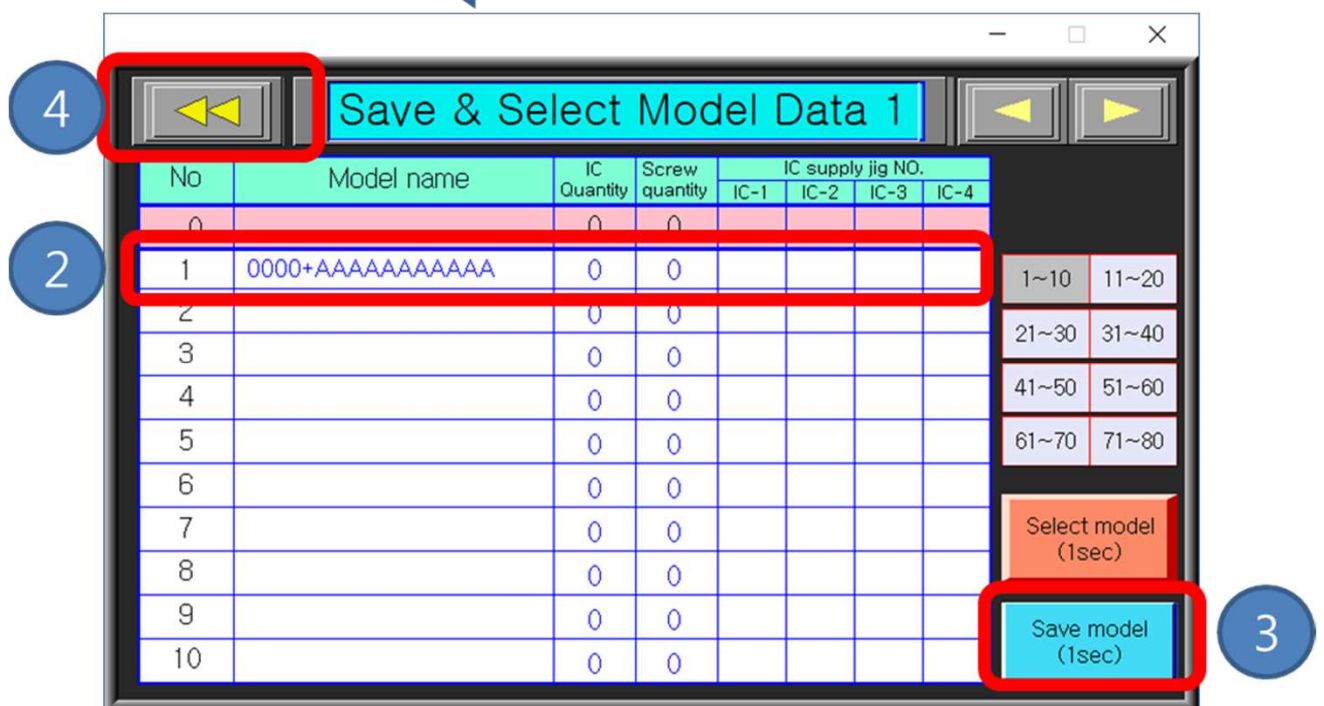 4
Save & Select Model Data 1
No Model name IC Quantity Screw quantity IC supply jig NO.
IC-1 IC-2 IC-3 IC-4
0 0 0
2
1 0000+AAAAAAAAAAA 0 0
2 0 0
3 0 0
4 0 0
5 0 0
6 0 0
7 0 0
8 0 0
9 0 0
10 0 0
1~10 11~20
21~30 31~40
41~50 51~60
61~70 71~80
Select model
(1sec)
Save model
(1sec)
3